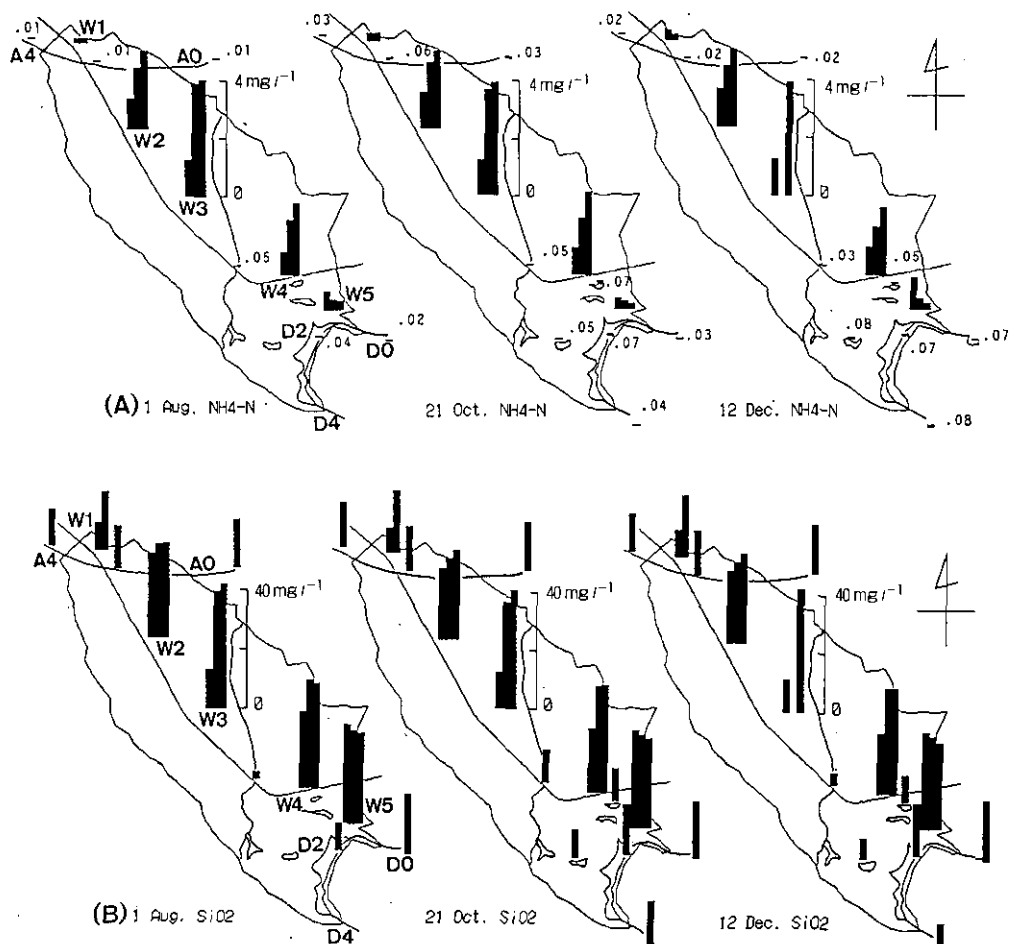 .01 W1 .01 A0 .01
A4
4 mg/⁻¹
W2
W3 0
.05
W4 W5
D2 .02
.04 D0
(A) 1 Aug. NH4-N
D4
.03 .06 .03
4 mg/⁻¹
0
.05
.07
.05 .07 .03
21 Oct. NH4-N .04
.02 .02 .02
4 mg/⁻¹
0
.03 .05
.08 .07 .07
12 Dec. NH4-N .08
W1
A4 A0
40 mg/⁻¹
W2
W3 0
W4 W5
D2 D0
(B) 1 Aug. SiO2
D4
40 mg/⁻¹
0
21 Oct. SiO2
40 mg/⁻¹
0
12 Dec. SiO2